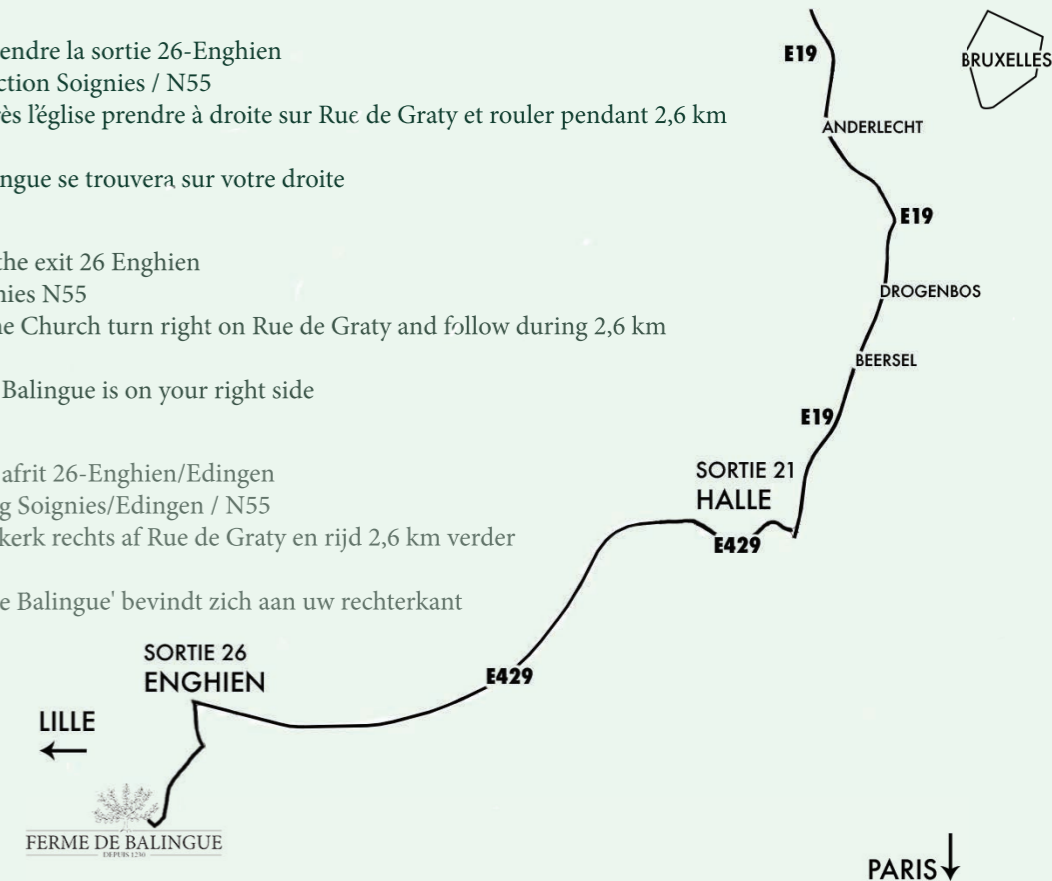 endre la sortie 26-Enghien
ction Soignies / N55
rès l'église prendre à droite sur Rue de Graty et rouler pendant 2,6 km
ngue se trouvera sur votre droite
the exit 26 Enghien
nies N55
he Church turn right on Rue de Graty and follow during 2,6 km
Balingue is on your right side
afrit 26-Enghien/Edingen
g Soignies/Edingen / N55
kerk rechts af Rue de Graty en rijd 2,6 km verder
e Balingue' bevindt zich aan uw rechterkant
E19
BRUXELLES
ANDERLECHT
E19
DROGENBOS
BEERSEL
E19
SORTIE 21
HALLE
E429
E429
SORTIE 26
ENGHIEN
LILLE
FERME DE BALINGUE
DEPUIS 1230
PARIS